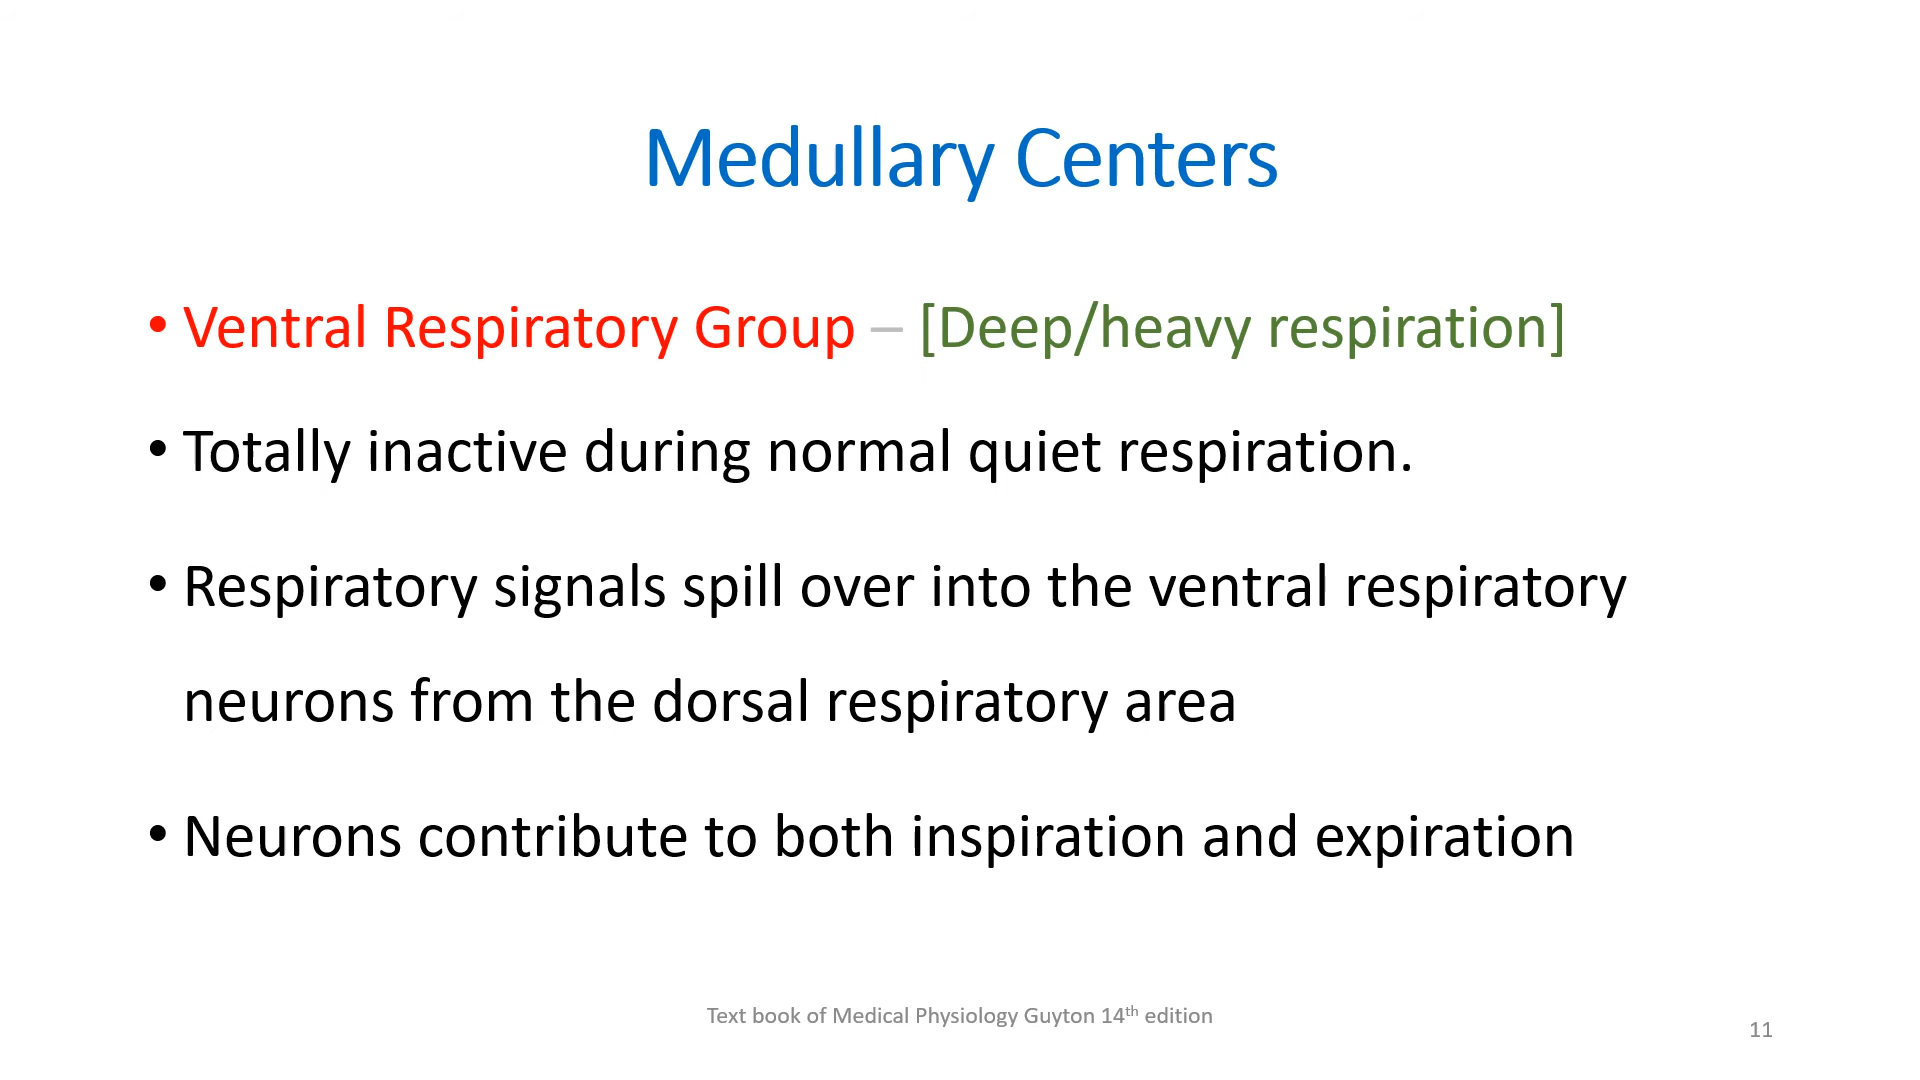 Medullary Centers
• Ventral Respiratory Group – [Deep/heavy respiration]
• Totally inactive during normal quiet respiration.
• Respiratory signals spill over into the ventral respiratory
neurons from the dorsal respiratory area
• Neurons contribute to both inspiration and expiration
Text book of Medical Physiology Guyton 14th edition
11